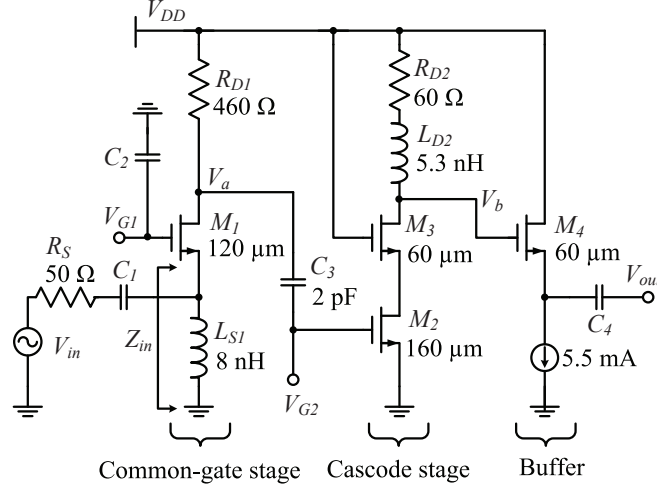 V_DD
R_D1
460 Ω
R_D2
60 Ω
L_D2
5.3 nH
C_2
V_a
V_b
V_G1
M_1
120 µm
M_3
60 µm
M_4
60 µm
R_S
50 Ω
C_1
C_3
2 pF
V_out
C_4
V_in
Z_in
L_S1
8 nH
M_2
160 µm
5.5 mA
V_G2
Common-gate stage
Cascode stage
Buffer